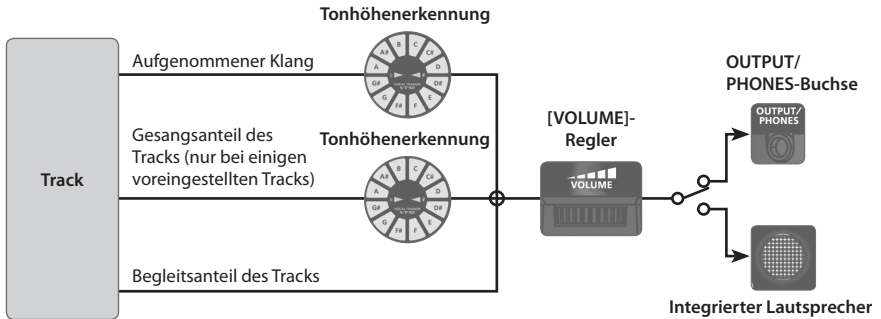 Tonhöhenerkennung
Aufgenommener Klang
B C C# D D# E F F# G G# A A#
Gesangsanteil des
Tracks (nur bei einigen
voreingestellten Tracks)
Tonhöhenerkennung
B C C# D D# E F F# G G# A A#
Track
Begleitsanteil des Tracks
[VOLUME]-
Regler
VOLUME
OUTPUT/
PHONES-Buchse
OUTPUT/
PHONES
Integrierter Lautsprecher